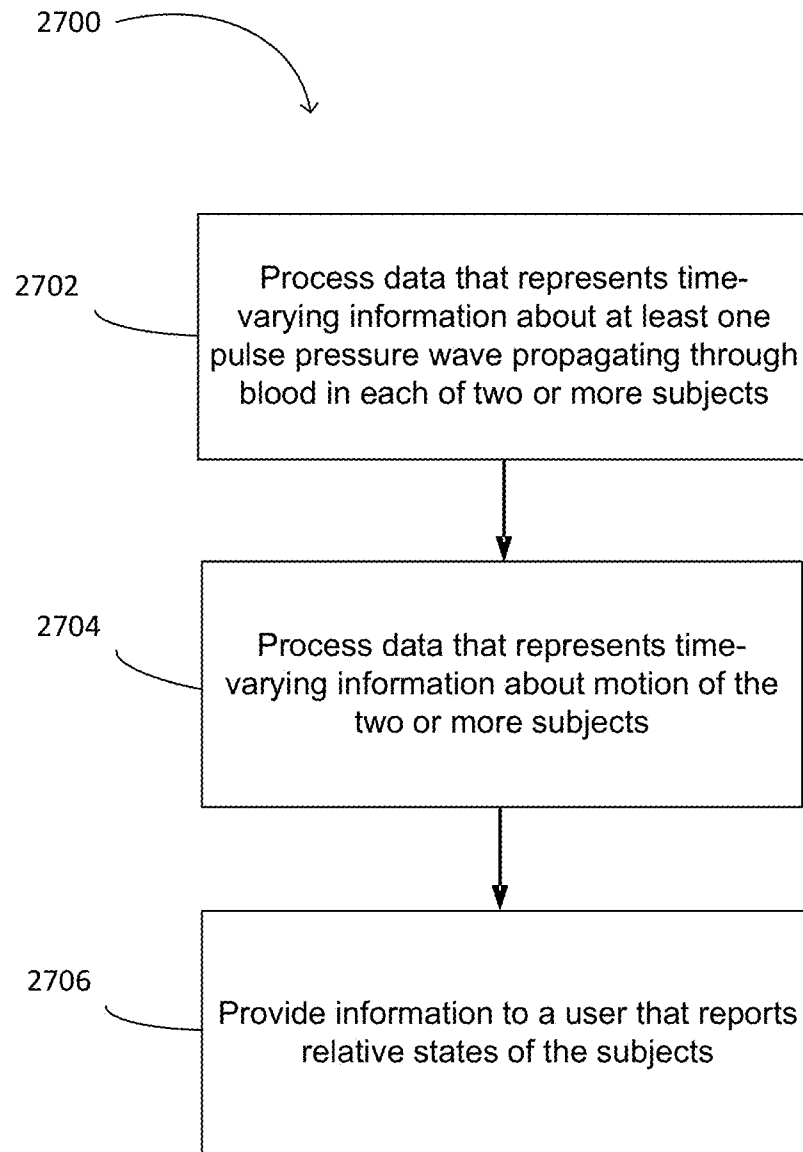 2700
2702
Process data that represents time-
varying information about at least one
pulse pressure wave propagating through
blood in each of two or more subjects
2704
Process data that represents time-
varying information about motion of the
two or more subjects
2706
Provide information to a user that reports
relative states of the subjects